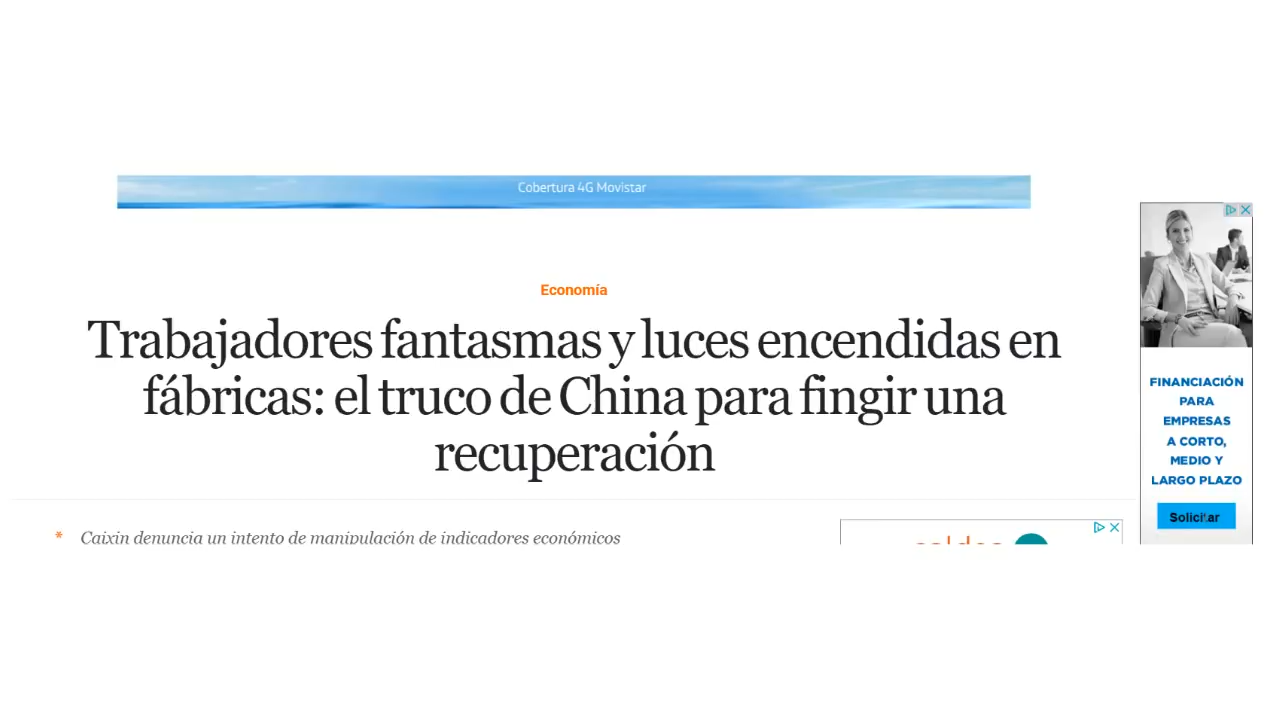 Cobertura 4G Movistar
Economía
Trabajadores fantasmas y luces encendidas en
fábricas: el truco de China para fingir una
recuperación
* Caixin denuncia un intento de manipulación de indicadores económicos
FINANCIACIÓN
PARA
EMPRESAS
A CORTO,
MEDIO Y
LARGO PLAZO
Solicitar